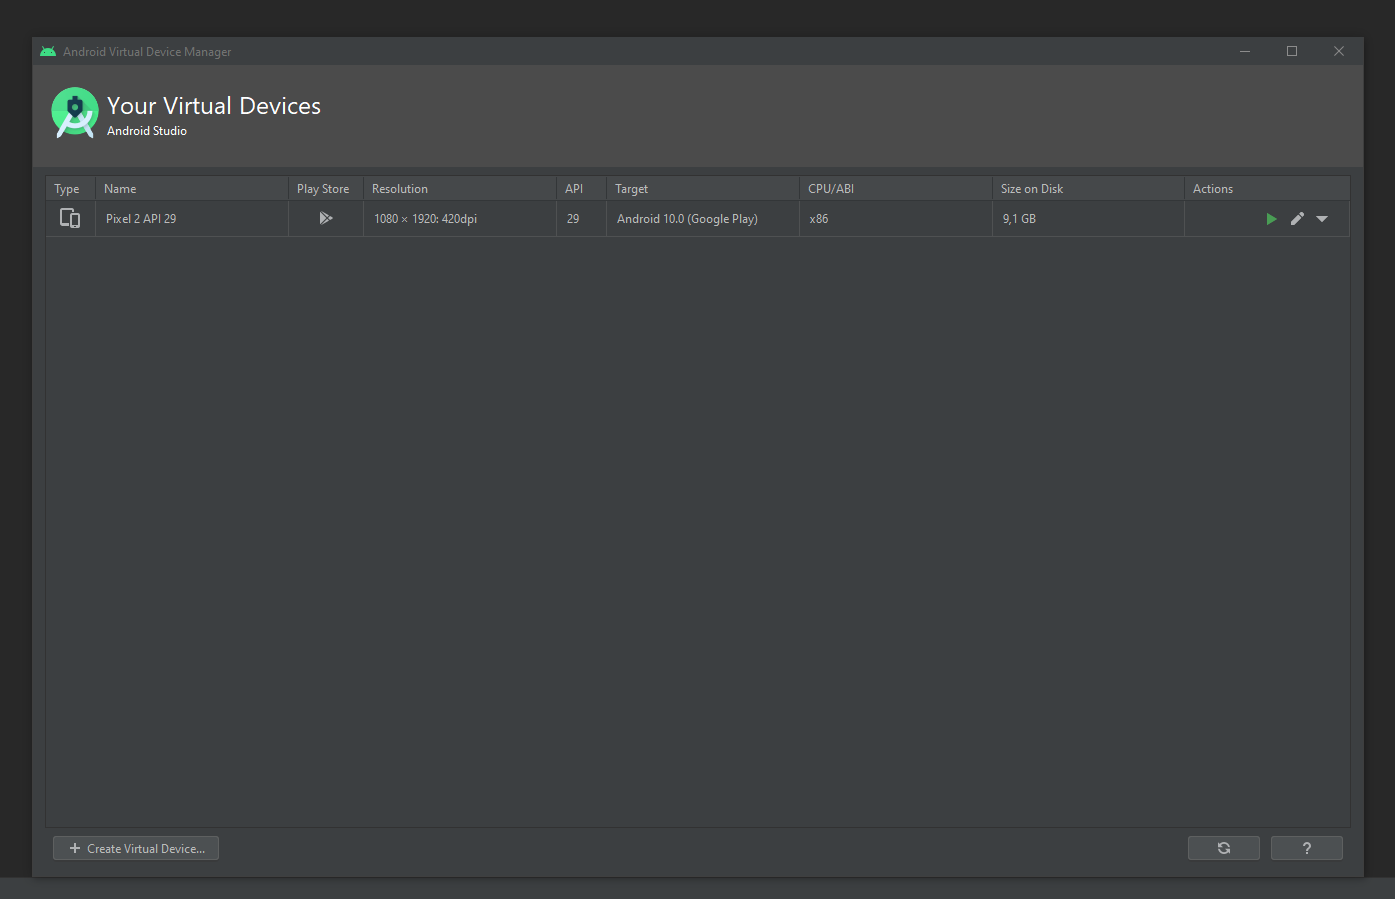 Android Virtual Device Manager
Your Virtual Devices
Android Studio
Type Name Play Store Resolution API Target CPU/ABI Size on Disk Actions
Pixel 2 API 29 1080 × 1920: 420dpi 29 Android 10.0 (Google Play) x86 9,1 GB
+ Create Virtual Device... ?